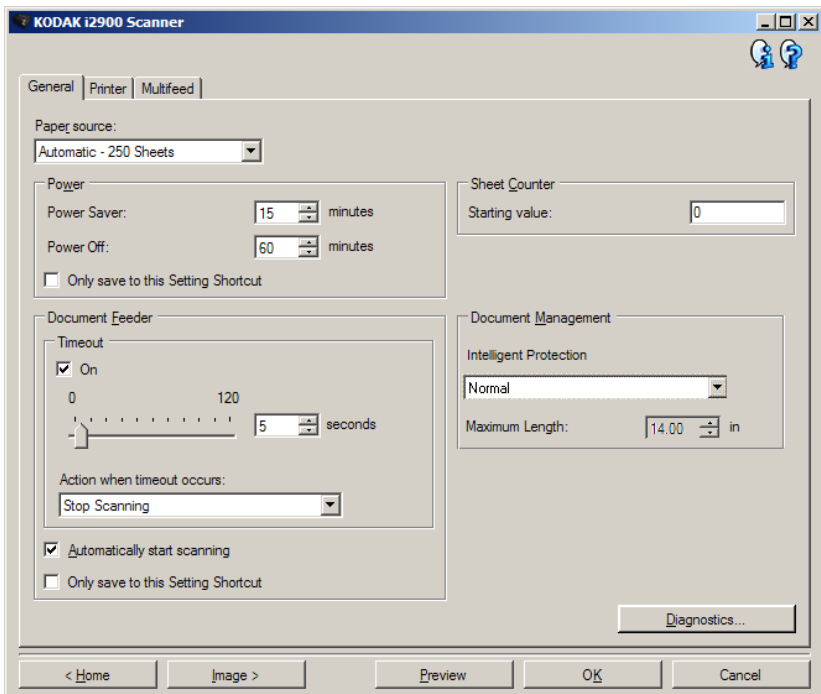 KODAK i2900 Scanner
General Printer Multifeed
Paper source:
Automatic - 250 Sheets
Power
Power Saver: 15 minutes
Power Off: 60 minutes
Only save to this Setting Shortcut
Sheet Counter
Starting value: 0
Document Feeder
Timeout
On
0 120
5 seconds
Action when timeout occurs:
Stop Scanning
Automatically start scanning
Only save to this Setting Shortcut
Document Management
Intelligent Protection
Normal
Maximum Length: 14.00 in
Diagnostics...
< Home Image > Preview OK Cancel